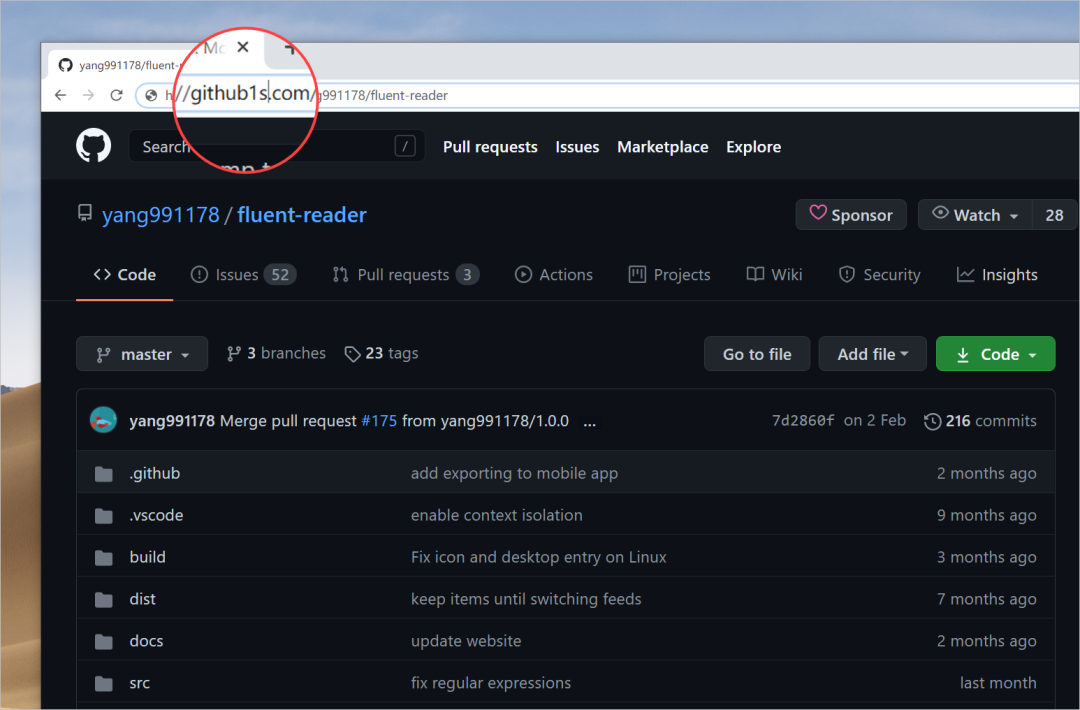 Mo
yang991178/fluent-
h//github1s.com/g991178/fluent-reader
Search /
Pull requests Issues Marketplace Explore
yang991178 / fluent-reader
Sponsor Watch 28
Code Issues 52 Pull requests 3 Actions Projects Wiki Security Insights
master 3 branches 23 tags Go to file Add file Code
yang991178 Merge pull request #175 from yang991178/1.0.0 ... 7d2860f on 2 Feb 216 commits
.github add exporting to mobile app 2 months ago
.vscode enable context isolation 9 months ago
build Fix icon and desktop entry on Linux 3 months ago
dist keep items until switching feeds 7 months ago
docs update website 2 months ago
src fix regular expressions last month